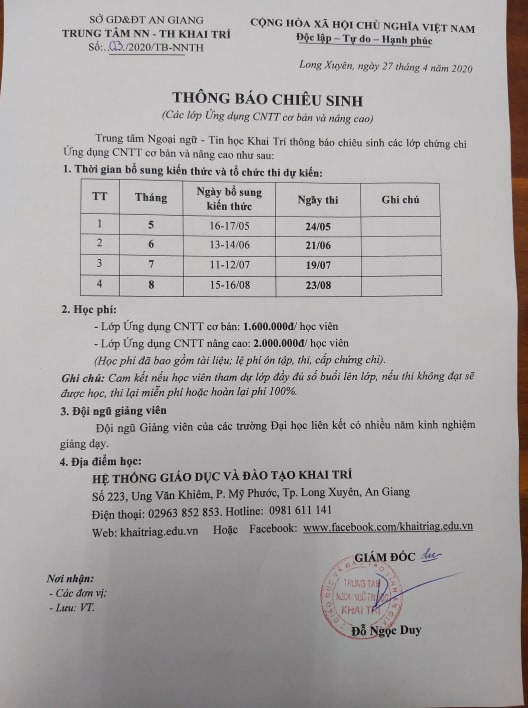 SỞ GD&ĐT AN GIANG
TRUNG TÂM NN - TH KHAI TRÍ
Số:..03./2020/TB-NNTH
CỘNG HÒA XÃ HỘI CHỦ NGHĨA VIỆT NAM
Độc lập – Tự do – Hạnh phúc
Long Xuyên, ngày 27 tháng 4 năm 2020
THÔNG BÁO CHIÊU SINH
(Các lớp Ứng dụng CNTT cơ bản và nâng cao)
Trung tâm Ngoại ngữ - Tin học Khai Trí thông báo chiêu sinh các lớp chứng chỉ
Ứng dụng CNTT cơ bản và nâng cao như sau:
1. Thời gian bổ sung kiến thức và tổ chức thi dự kiến:
TT Tháng Ngày bổ sung kiến thức Ngày thi Ghi chú
1 5 16-17/05 24/05
2 6 13-14/06 21/06
3 7 11-12/07 19/07
4 8 15-16/08 23/08
2. Học phí:
- Lớp Ứng dụng CNTT cơ bản: 1.600.000đ/ học viên
- Lớp Ứng dụng CNTT nâng cao: 2.000.000đ/ học viên
(Học phí đã bao gồm tài liệu; lệ phí ôn tập, thi, cấp chứng chỉ).
Ghi chú: Cam kết nếu học viên tham dự lớp đầy đủ số buổi lên lớp, nếu thi không đạt sẽ
được học, thi lại miễn phí hoặc hoàn lại phí 100%.
3. Đội ngũ giảng viên
Đội ngũ Giảng viên của các trường Đại học liên kết có nhiều năm kinh nghiệm
giảng dạy.
4. Địa điểm học:
HỆ THỐNG GIÁO DỤC VÀ ĐÀO TẠO KHAI TRÍ
Số 223, Ung Văn Khiêm, P. Mỹ Phước, Tp. Long Xuyên, An Giang
Điện thoại: 02963 852 853. Hotline: 0981 611 141
Web: khaitriag.edu.vn Hoặc Facebook: www.facebook.com/khaitriag.edu.vn
GIÁM ĐỐC
Nơi nhận:
- Các đơn vị;
- Lưu: VT.
TRUNG TÂM
KHAI TRÍ
Đỗ Ngọc Duy